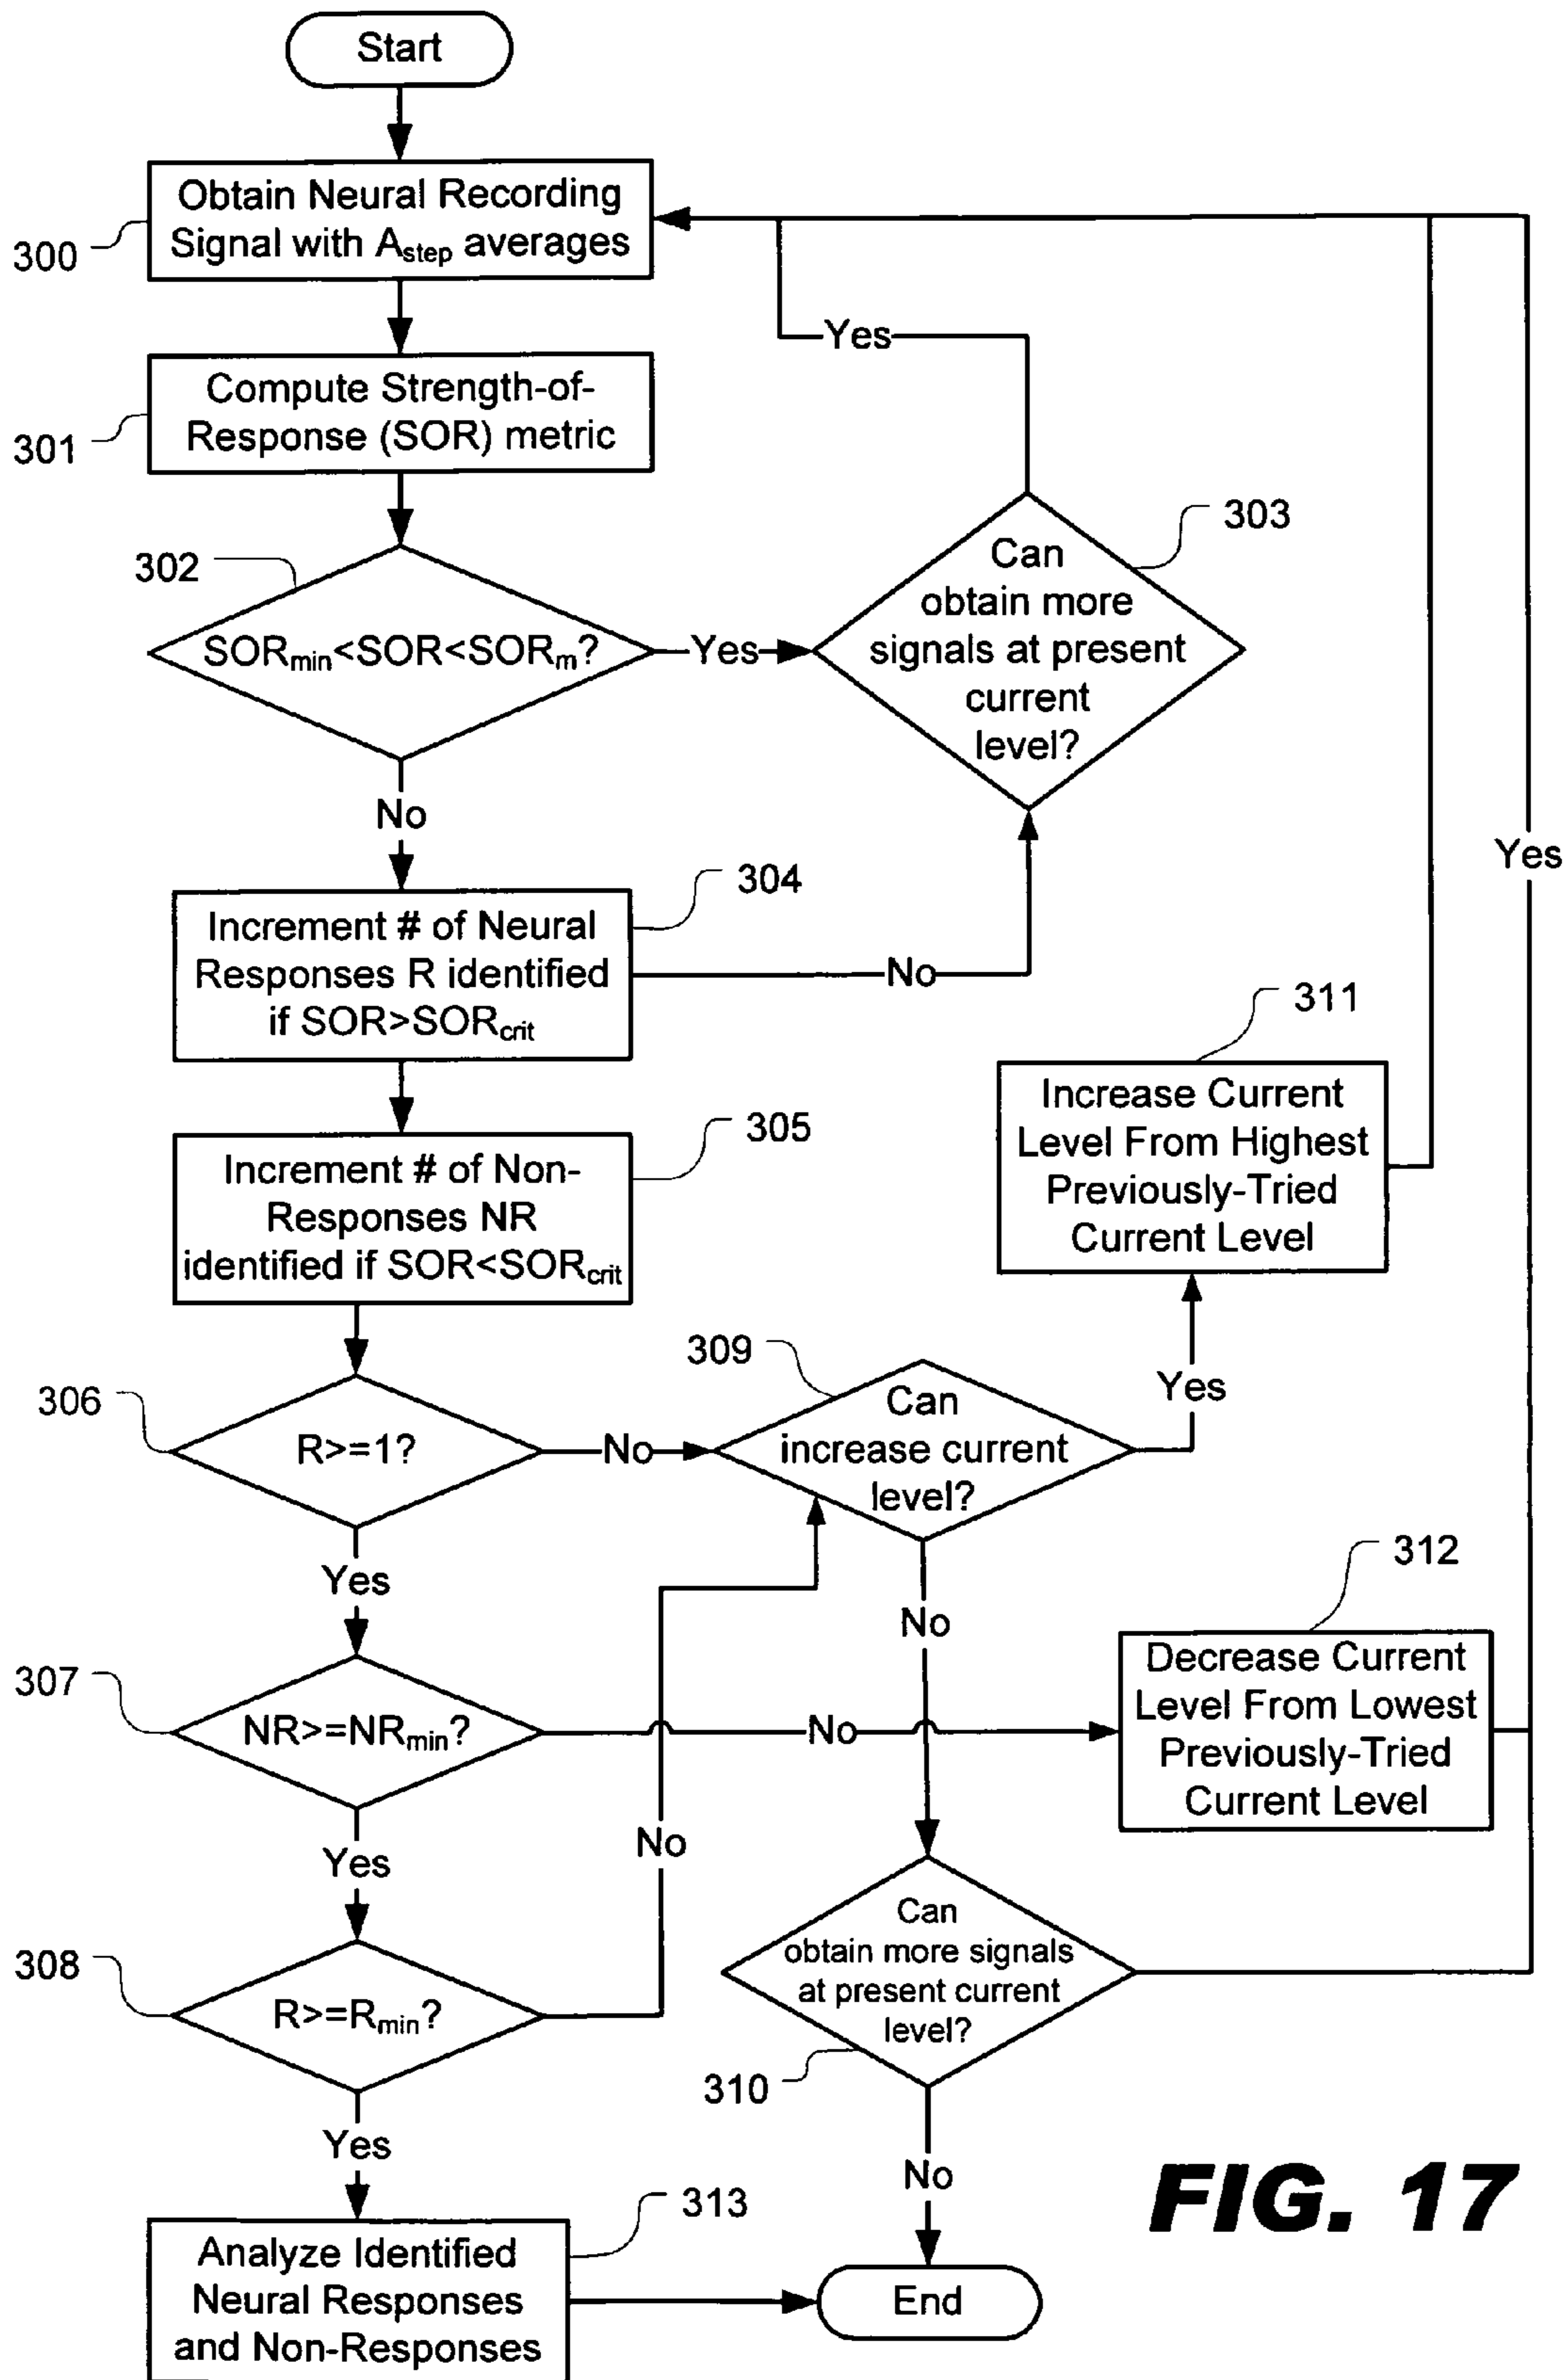 Start
Obtain Neural Recording
Signal with Astep averages
300
Yes
Compute Strength-of-
Response (SOR) metric
301
303
Can
obtain more
signals at present
current
level?
302
SORmin<SOR<SORm?
Yes
No
Yes
304
Increment # of Neural
Responses R identified
if SOR>SORcrit
No
311
Increase Current
Level From Highest
Previously-Tried
Current Level
305
Increment # of Non-
Responses NR
identified if SOR<SORcrit
309
Can
increase current
level?
Yes
306
R>=1?
No
Yes
No
312
Decrease Current
Level From Lowest
Previously-Tried
Current Level
307
NR>=NRmin?
No
Yes
No
Can
obtain more signals
at present current
level?
308
R>=Rmin?
310
Yes
No
FIG. 17
313
Analyze Identified
Neural Responses
and Non-Responses
End